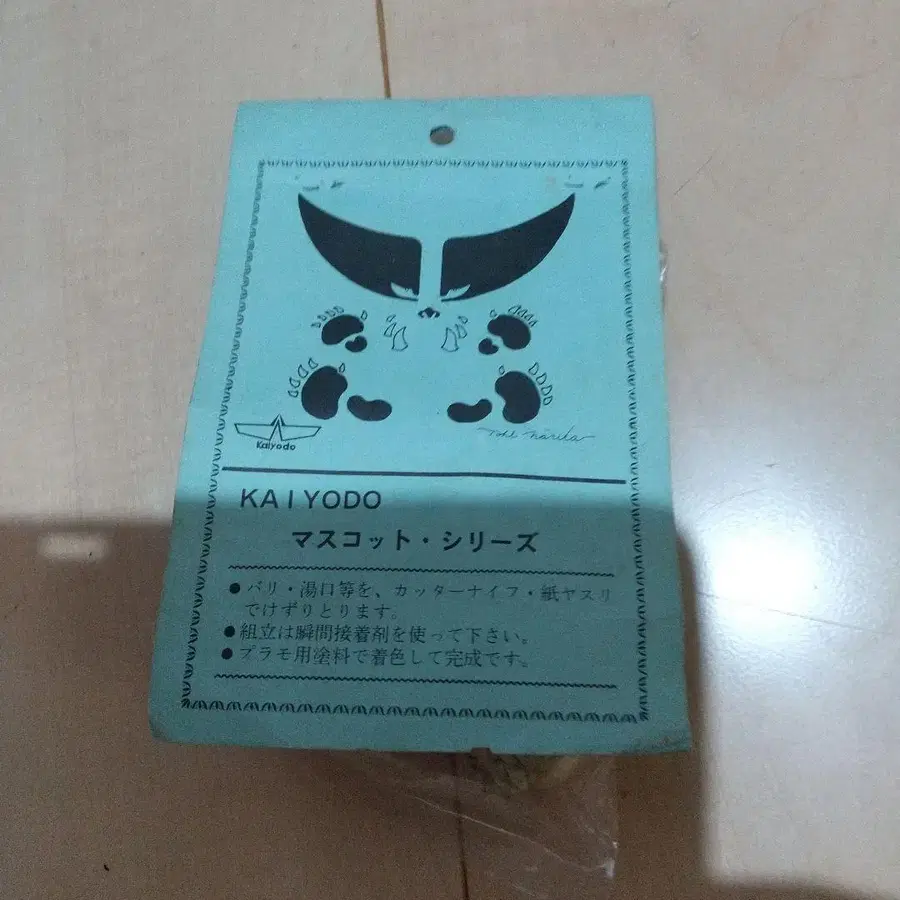 Kaiyodo
KAIYODO
マスコット・シリーズ
●バリ・湯口等を、カッターナイフ・紙ヤスリ
でけずりとります。
●組立は瞬間接着剤を使って下さい。
●プラモ用塗料で着色して完成です。